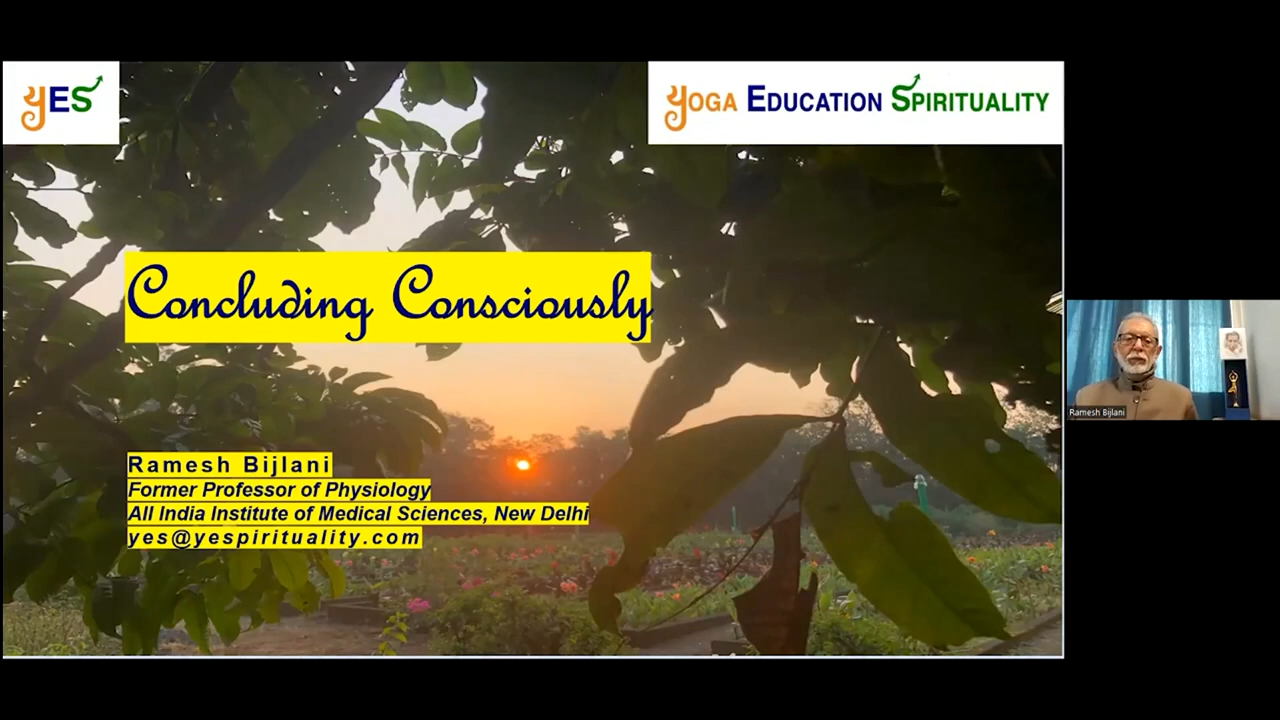 YES
YOGA EDUCATION SPIRITUALITY
Concluding Consciously
Ramesh Bijlani
Former Professor of Physiology
All India Institute of Medical Sciences, New Delhi
yes@yespirituality.com
Ramesh Bijlani